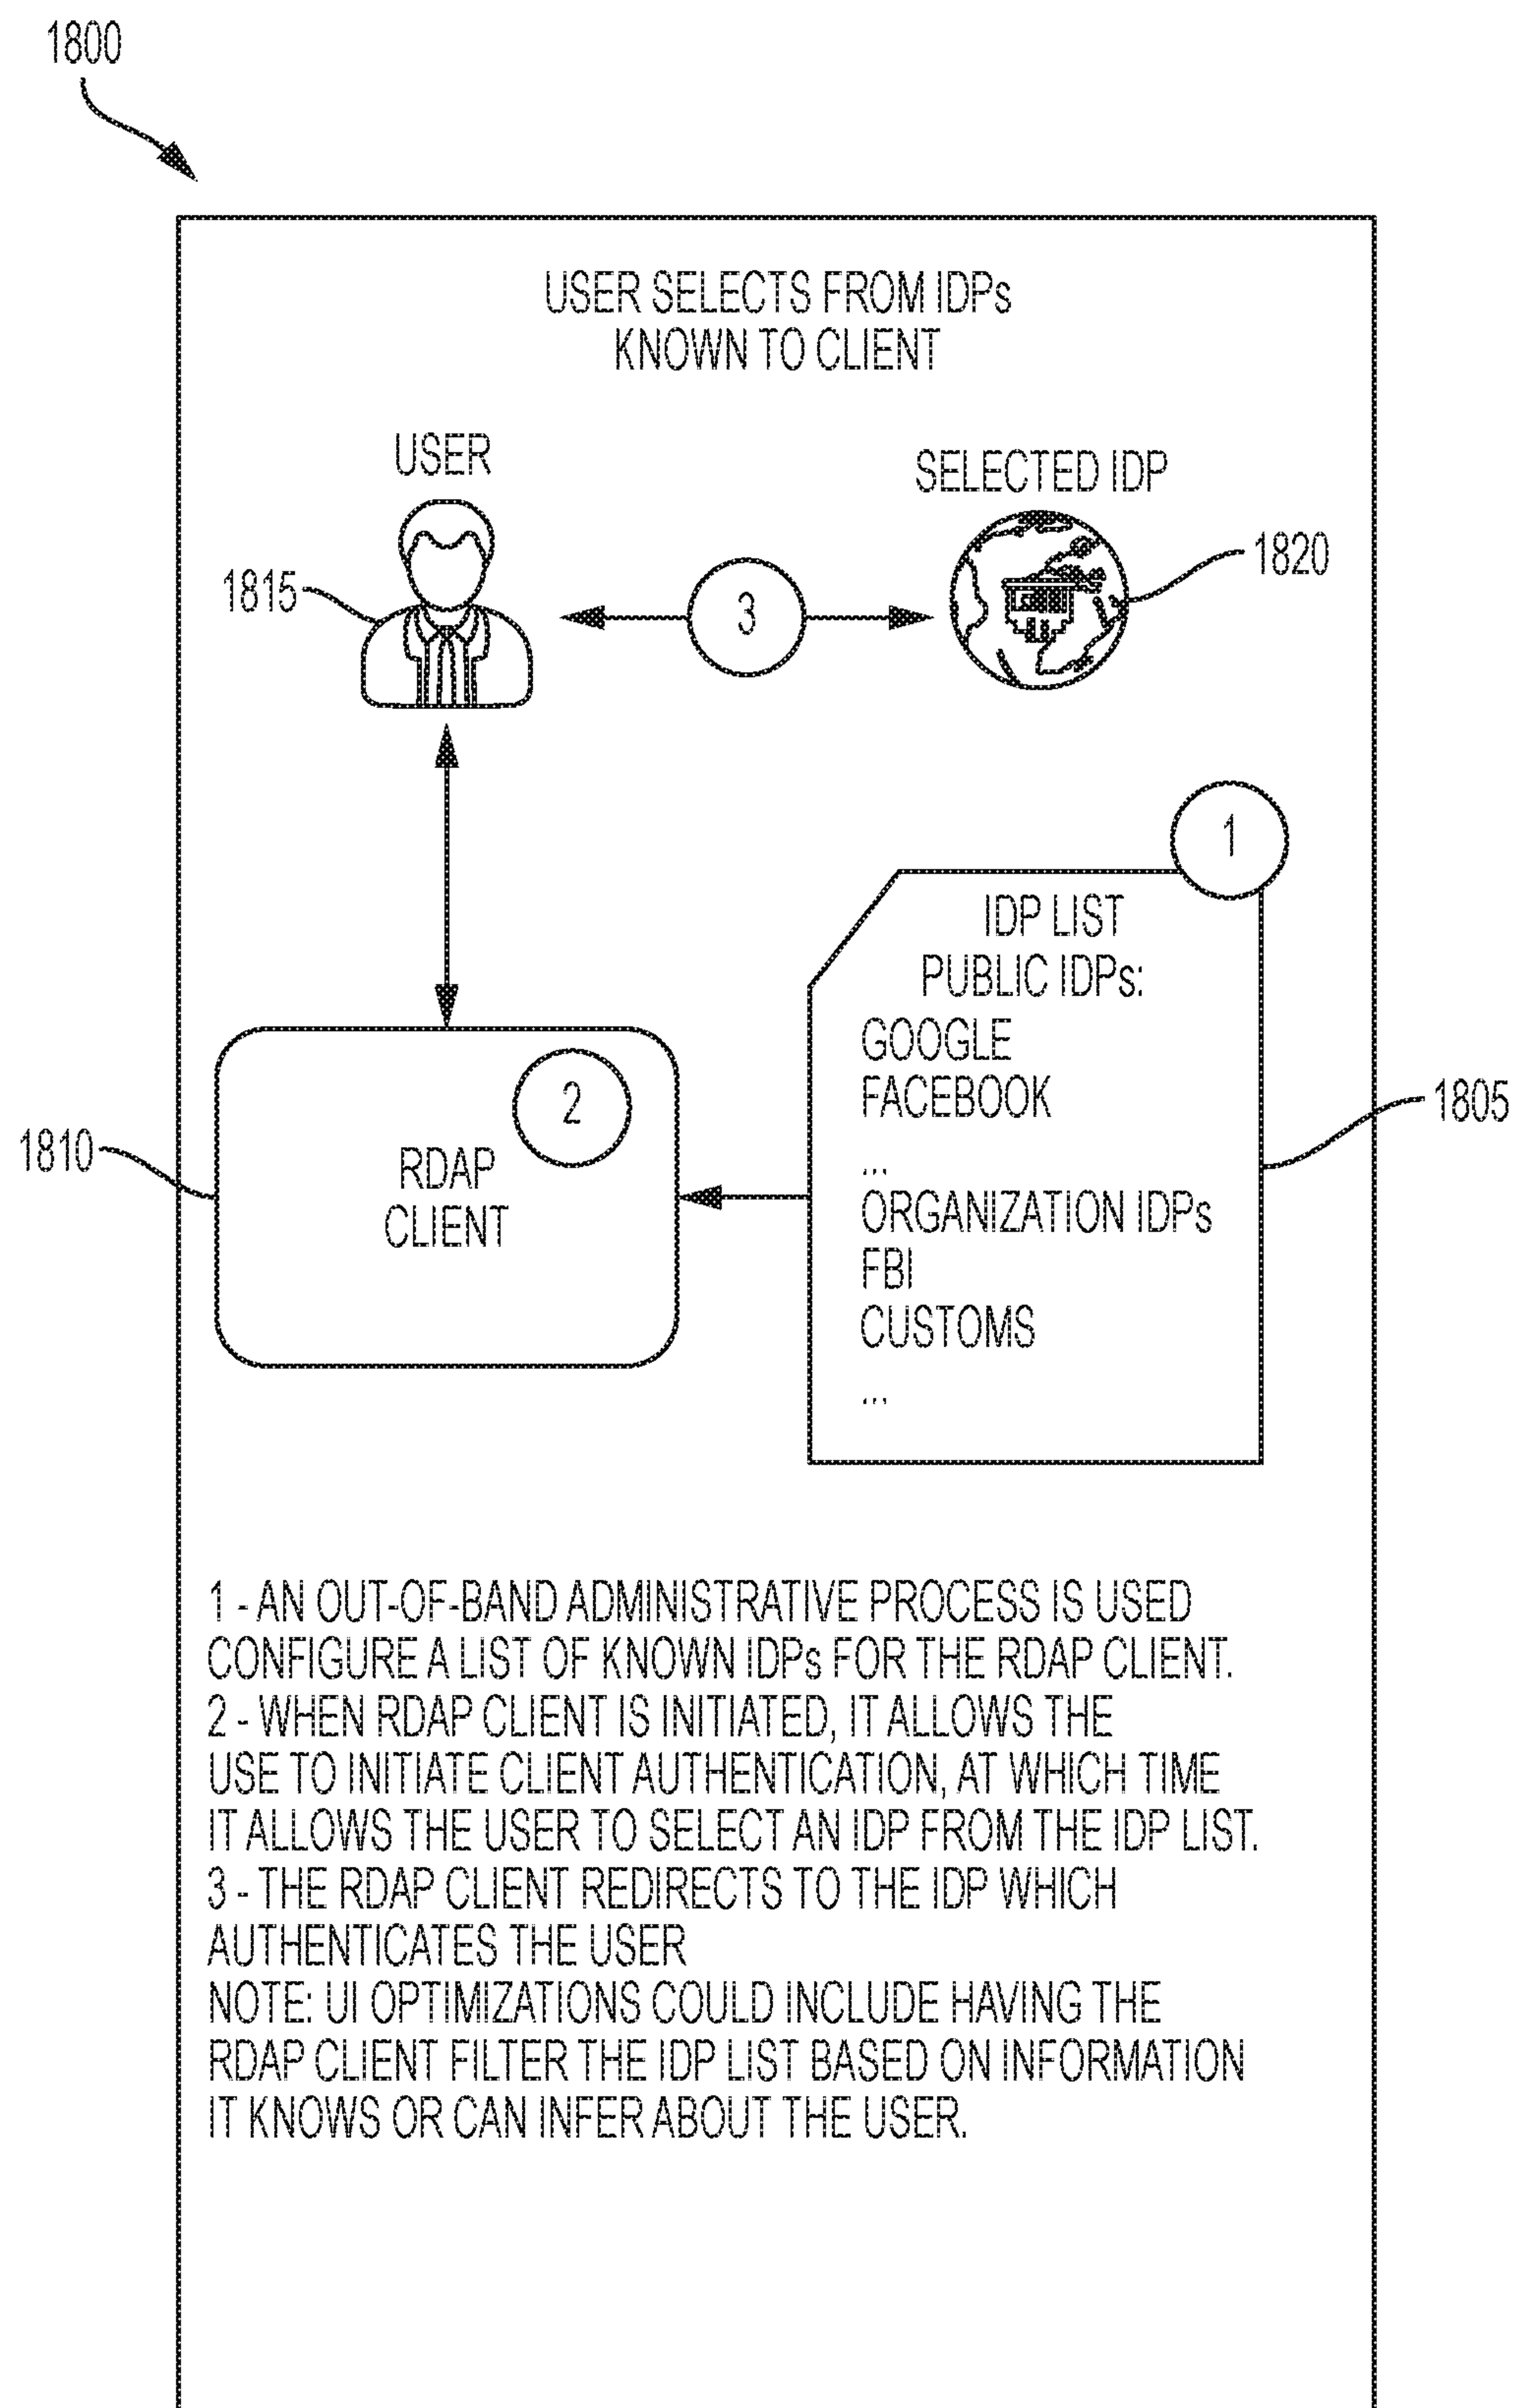 1800
USER SELECTS FROM IDPs
KNOWN TO CLIENT
USER
SELECTED IDP
1815
3
1820
1
IDP LIST
PUBLIC IDPs:
GOOGLE
FACEBOOK
...
ORGANIZATION IDPs
FBI
CUSTOMS
...
1805
2
RDAP
CLIENT
1810
1 - AN OUT-OF-BAND ADMINISTRATIVE PROCESS IS USED
CONFIGURE A LIST OF KNOWN IDPs FOR THE RDAP CLIENT.
2 - WHEN RDAP CLIENT IS INITIATED, IT ALLOWS THE
USE TO INITIATE CLIENT AUTHENTICATION, AT WHICH TIME
IT ALLOWS THE USER TO SELECT AN IDP FROM THE IDP LIST.
3 - THE RDAP CLIENT REDIRECTS TO THE IDP WHICH
AUTHENTICATES THE USER
NOTE: UI OPTIMIZATIONS COULD INCLUDE HAVING THE
RDAP CLIENT FILTER THE IDP LIST BASED ON INFORMATION
IT KNOWS OR CAN INFER ABOUT THE USER.